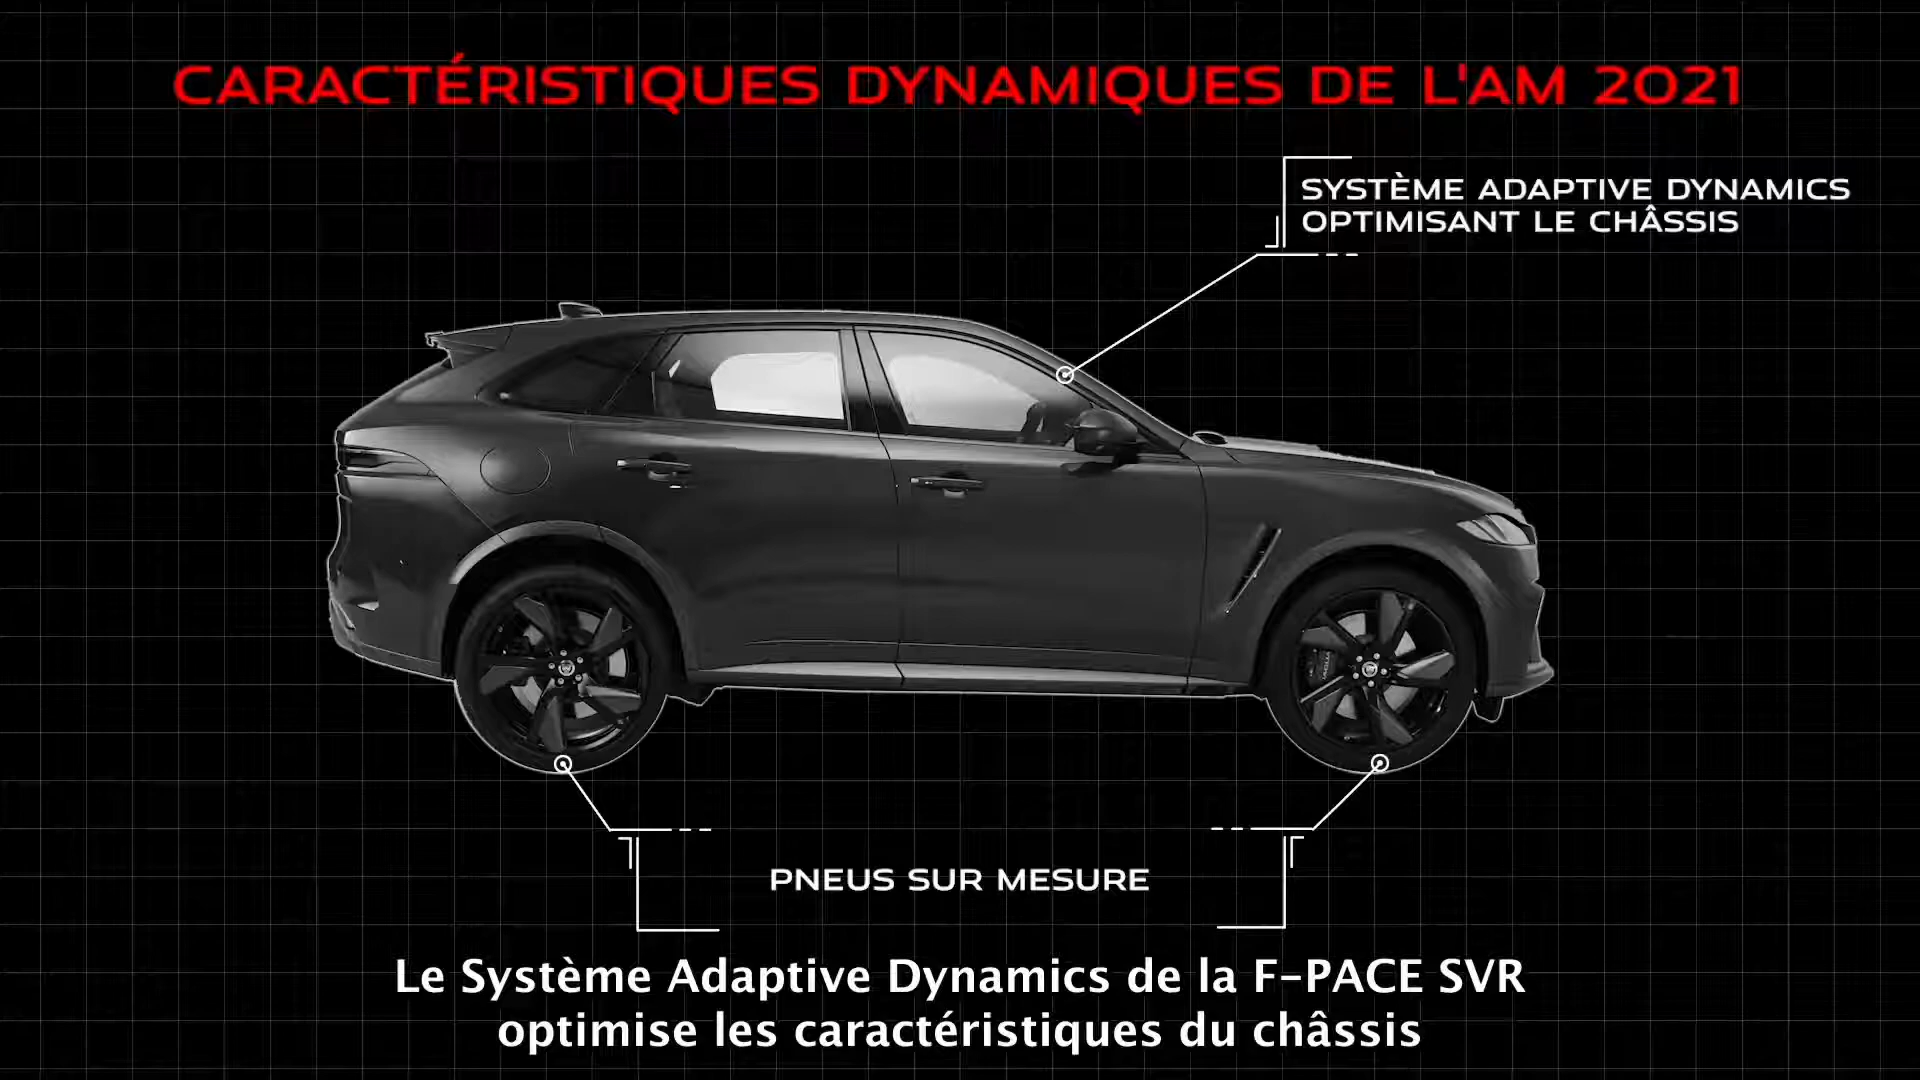 CARACTÉRISTIQUES DYNAMIQUES DE L'AM 2021
SYSTÈME ADAPTIVE DYNAMICS
OPTIMISANT LE CHÂSSIS
PNEUS SUR MESURE
Le Système Adaptive Dynamics de la F-PACE SVR
optimise les caractéristiques du châssis